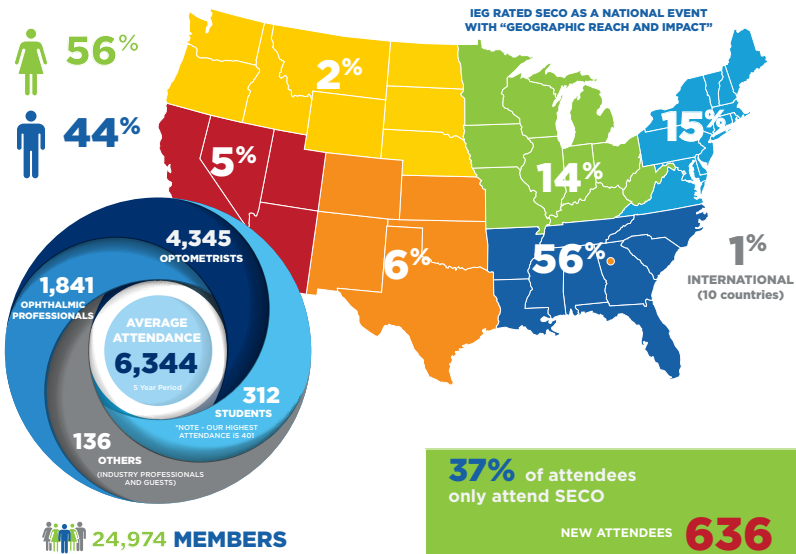 IEG RATED SECO AS A NATIONAL EVENT
WITH “GEOGRAPHIC REACH AND IMPACT”
56%
44%
2%
5%
6%
14%
15%
56%
1%
INTERNATIONAL
(10 countries)
4,345
OPTOMETRISTS
1,841
OPHTHALMIC
PROFESSIONALS
AVERAGE
ATTENDANCE
6,344
5 Year Period
312
STUDENTS
*NOTE - OUR HIGHEST
ATTENDANCE IS 401
136
OTHERS
(INDUSTRY PROFESSIONALS
AND GUESTS)
24,974 MEMBERS
37% of attendees
only attend SECO
NEW ATTENDEES 636